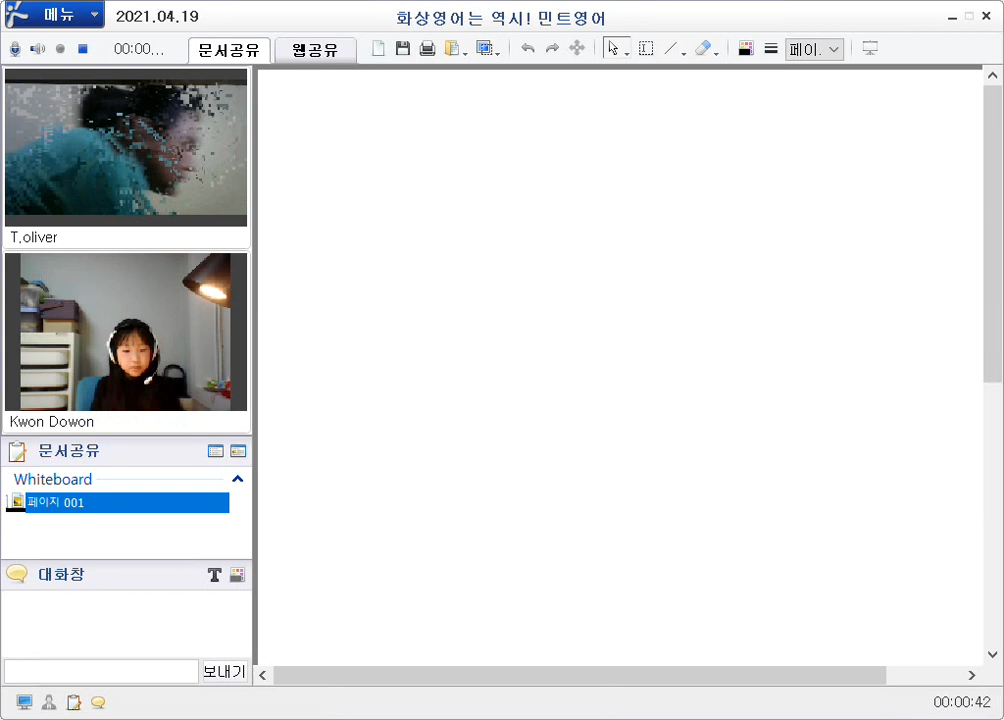 메뉴
2021.04.19
화상영어는 역시! 민트영어
00:00...
문서공유
웹공유
페이.
T.oliver
Kwon Dowon
문서공유
Whiteboard
페이지 001
대화창
T
보내기
00:00:42